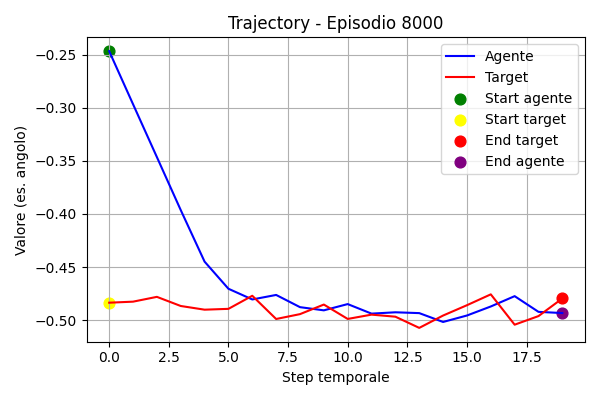 Trajectory - Episodio 8000
Valore (es. angolo)
−0.25
−0.30
−0.35
−0.40
−0.45
−0.50
Agente
Target
Start agente
Start target
End target
End agente
0.0 2.5 5.0 7.5 10.0 12.5 15.0 17.5
Step temporale